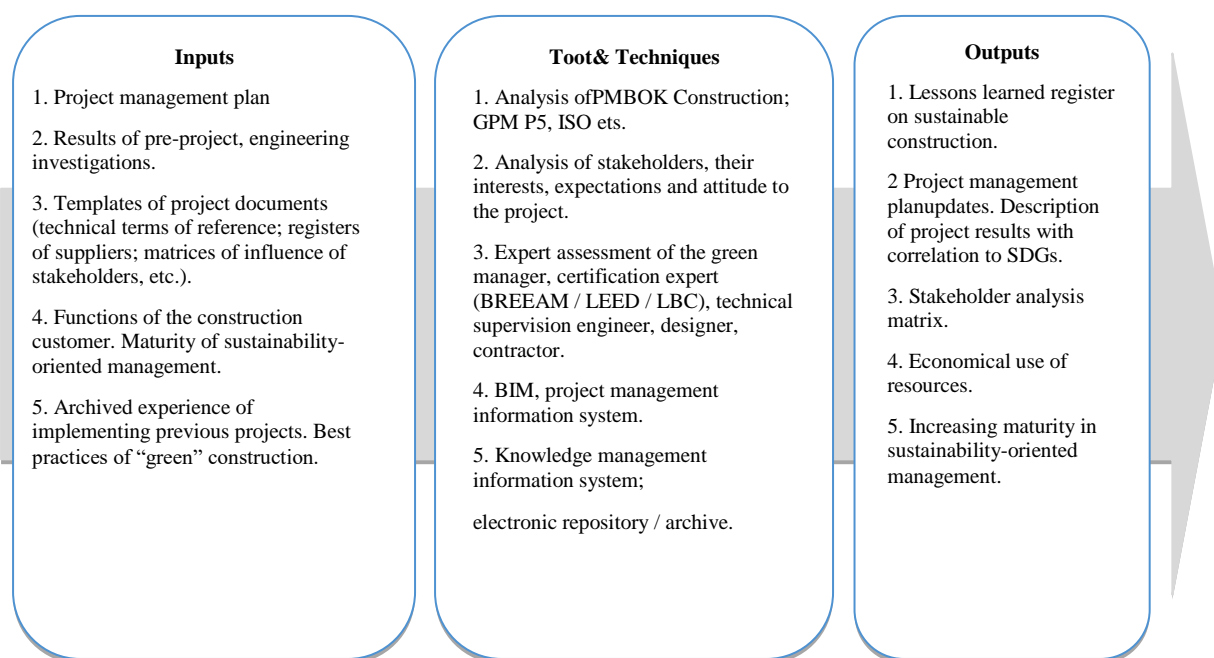 Inputs
1. Project management plan
2. Results of pre-project, engineering
investigations.
3. Templates of project documents
(technical terms of reference; registers
of suppliers; matrices of influence of
stakeholders, etc.).
4. Functions of the construction
customer. Maturity of sustainability-
oriented management.
5. Archived experience of
implementing previous projects. Best
practices of “green” construction.
Toot& Techniques
1. Analysis ofPMBOK Construction;
GPM P5, ISO ets.
2. Analysis of stakeholders, their
interests, expectations and attitude to
the project.
3. Expert assessment of the green
manager, certification expert
(BREEAM / LEED / LBC), technical
supervision engineer, designer,
contractor.
4. BIM, project management
information system.
5. Knowledge management
information system;
electronic repository / archive.
Outputs
1. Lessons learned register
on sustainable
construction.
2 Project management
planupdates. Description
of project results with
correlation to SDGs.
3. Stakeholder analysis
matrix.
4. Economical use of
resources.
5. Increasing maturity in
sustainability-oriented
management.